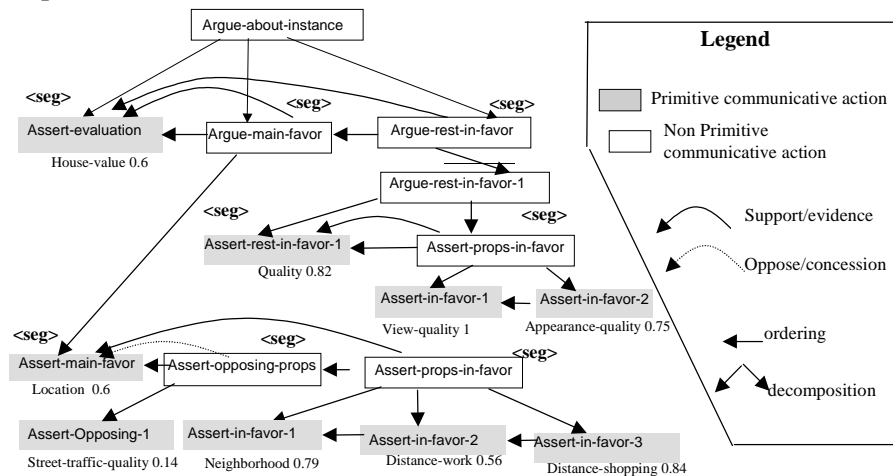 Argue-about-instance
Legend
<seg>
<seg>
<seg>
Primitive communicative action
Assert-evaluation
Argue-main-favor
Argue-rest-in-favor
Non Primitive
communicative action
House-value 0.6
Argue-rest-in-favor-1
<seg>
<seg>
Support/evidence
Assert-rest-in-favor-1
Assert-props-in-favor
Quality 0.82
Oppose/concession
Assert-in-favor-1
Assert-in-favor-2
View-quality 1
Appearance-quality 0.75
<seg>
<seg>
ordering
<seg>
Assert-main-favor
Assert-opposing-props
Assert-props-in-favor
Location 0.6
decomposition
Assert-Opposing-1
Assert-in-favor-1
Assert-in-favor-2
Assert-in-favor-3
Street-traffic-quality 0.14
Neighborhood 0.79
Distance-work 0.56
Distance-shopping 0.84